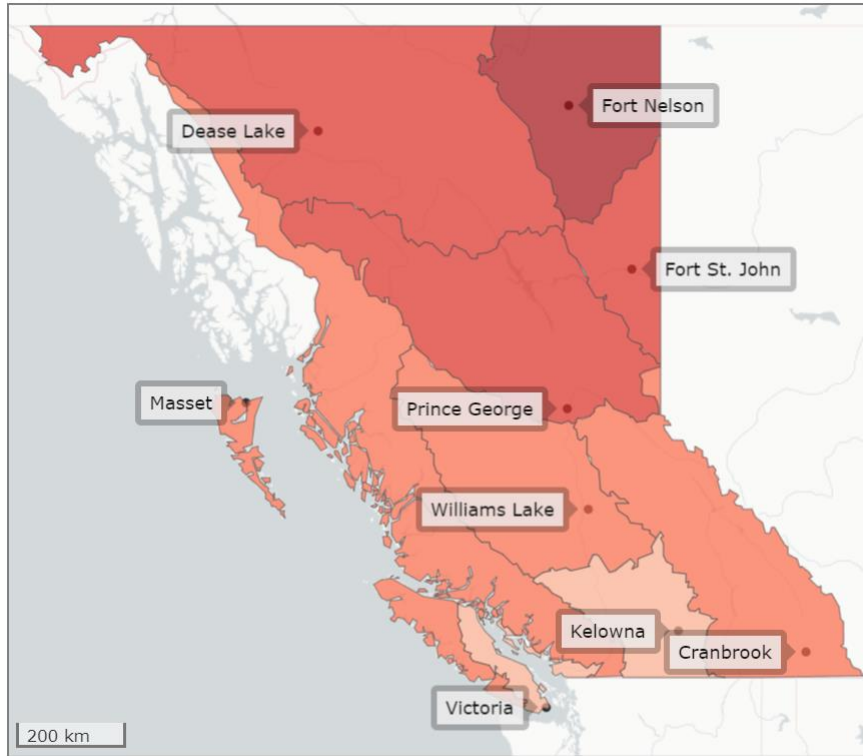 Fort Nelson
Dease Lake
Fort St. John
Masset
Prince George
Williams Lake
Kelowna
Cranbrook
Victoria
200 km